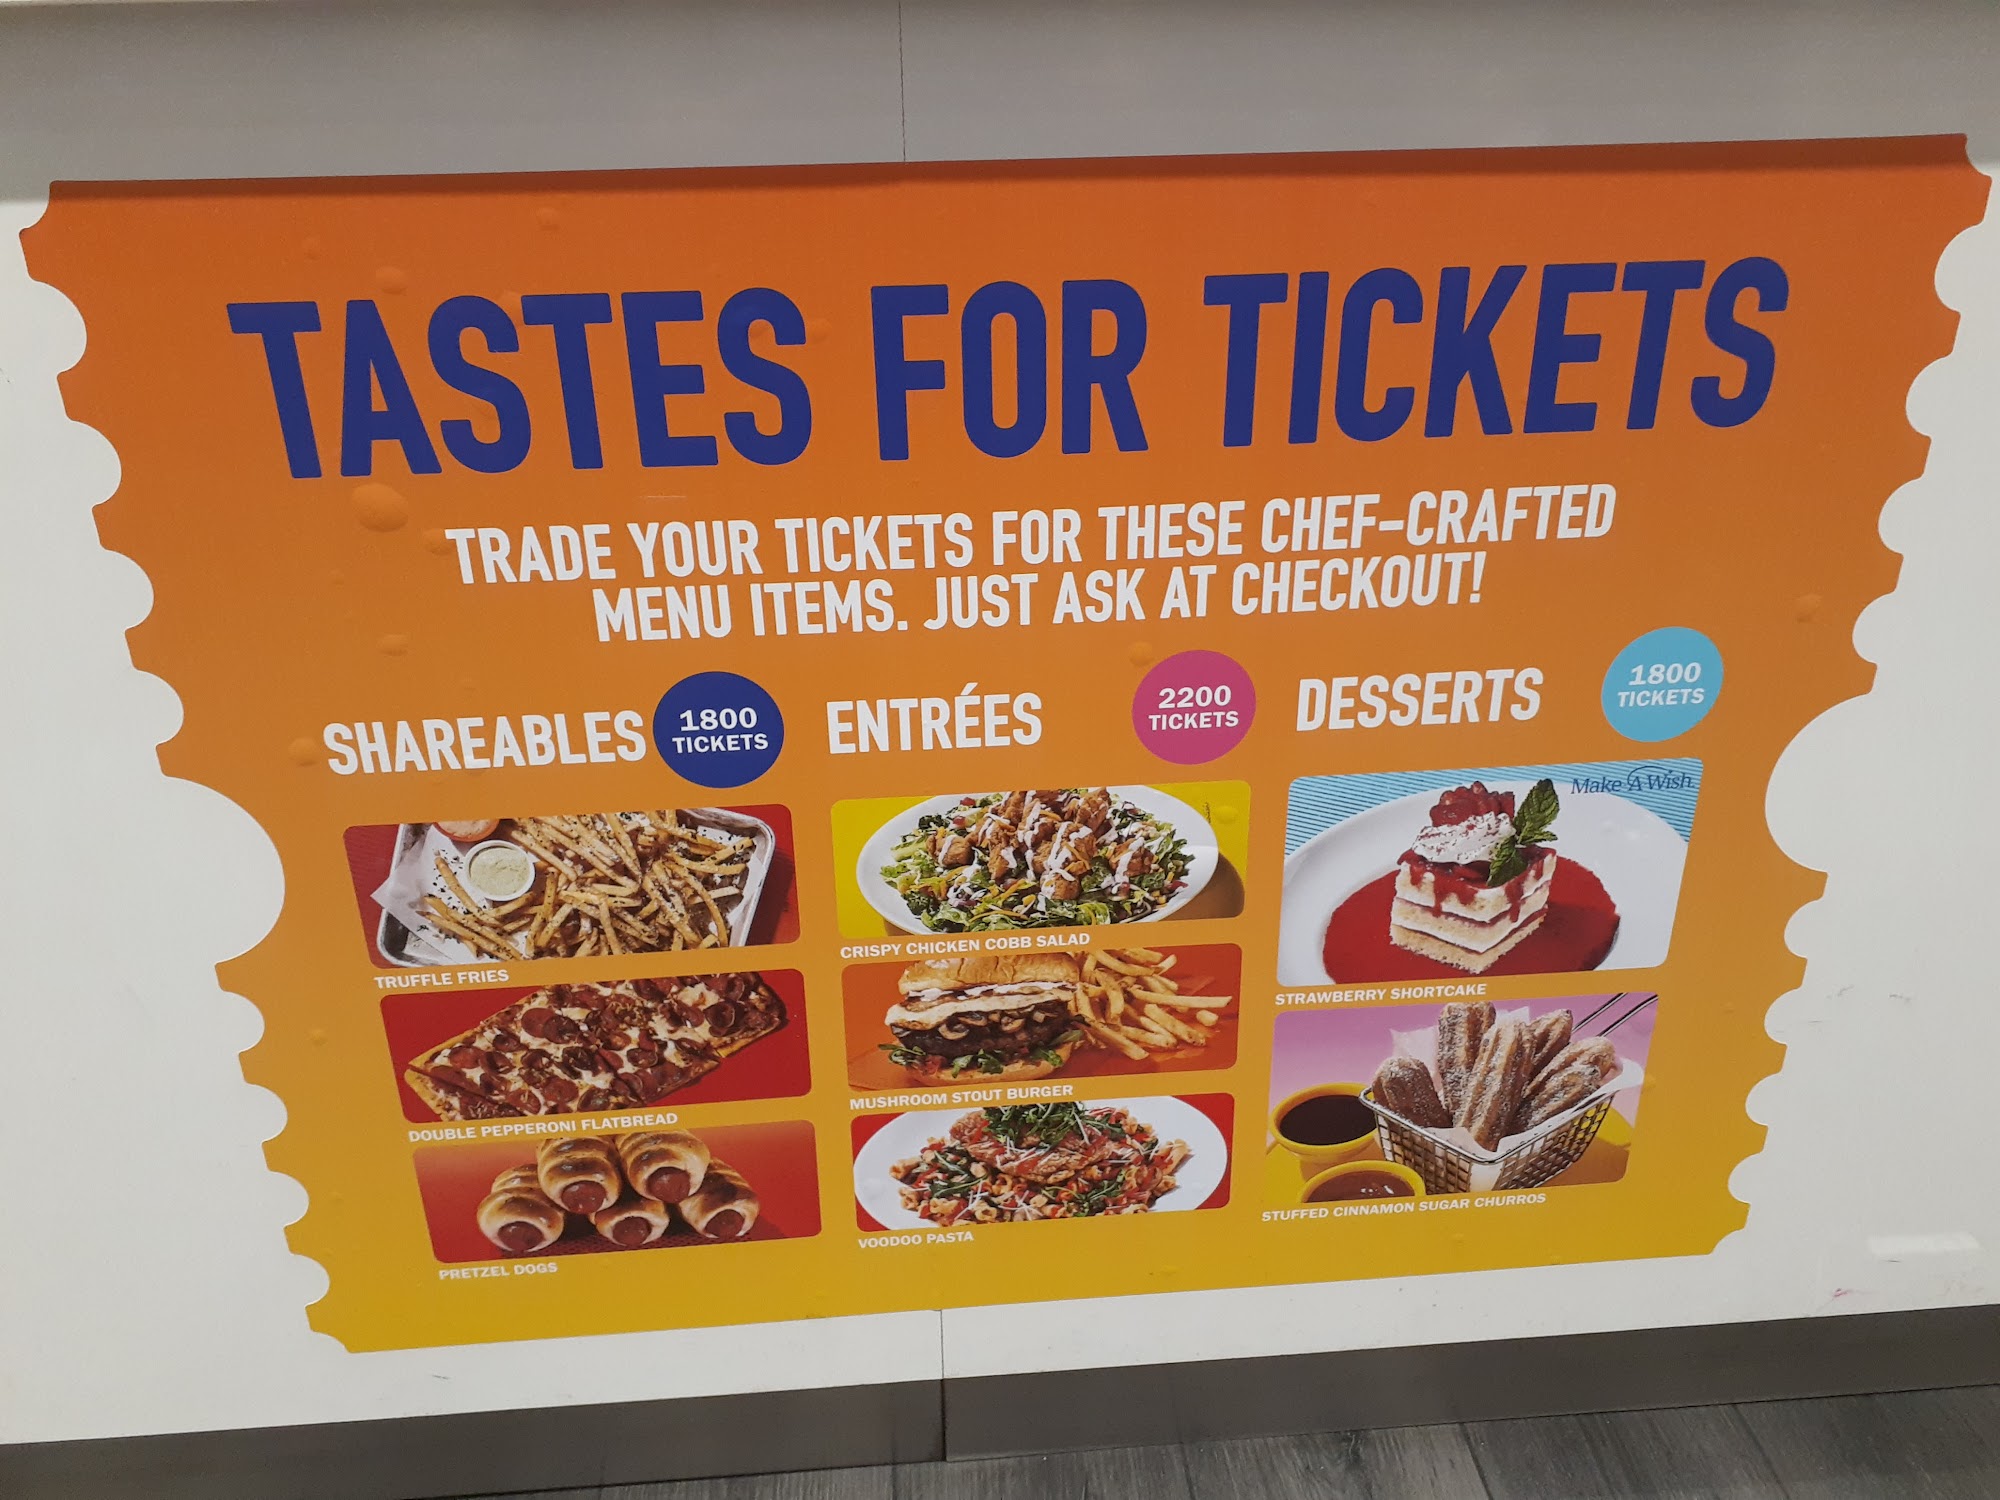 TASTES FOR TICKETS
TRADE YOUR TICKETS FOR THESE CHEF-CRAFTED
MENU ITEMS. JUST ASK AT CHECKOUT!
SHAREABLES
1800
TICKETS
TRUFFLE FRIES
DOUBLE PEPPERONI FLATBREAD
PRETZEL DOGS
ENTRÉES
2200
TICKETS
CRISPY CHICKEN COBB SALAD
MUSHROOM STOUT BURGER
VOODOO PASTA
DESSERTS
1800
TICKETS
Make A Wish.
STRAWBERRY SHORTCAKE
STUFFED CINNAMON SUGAR CHURROS